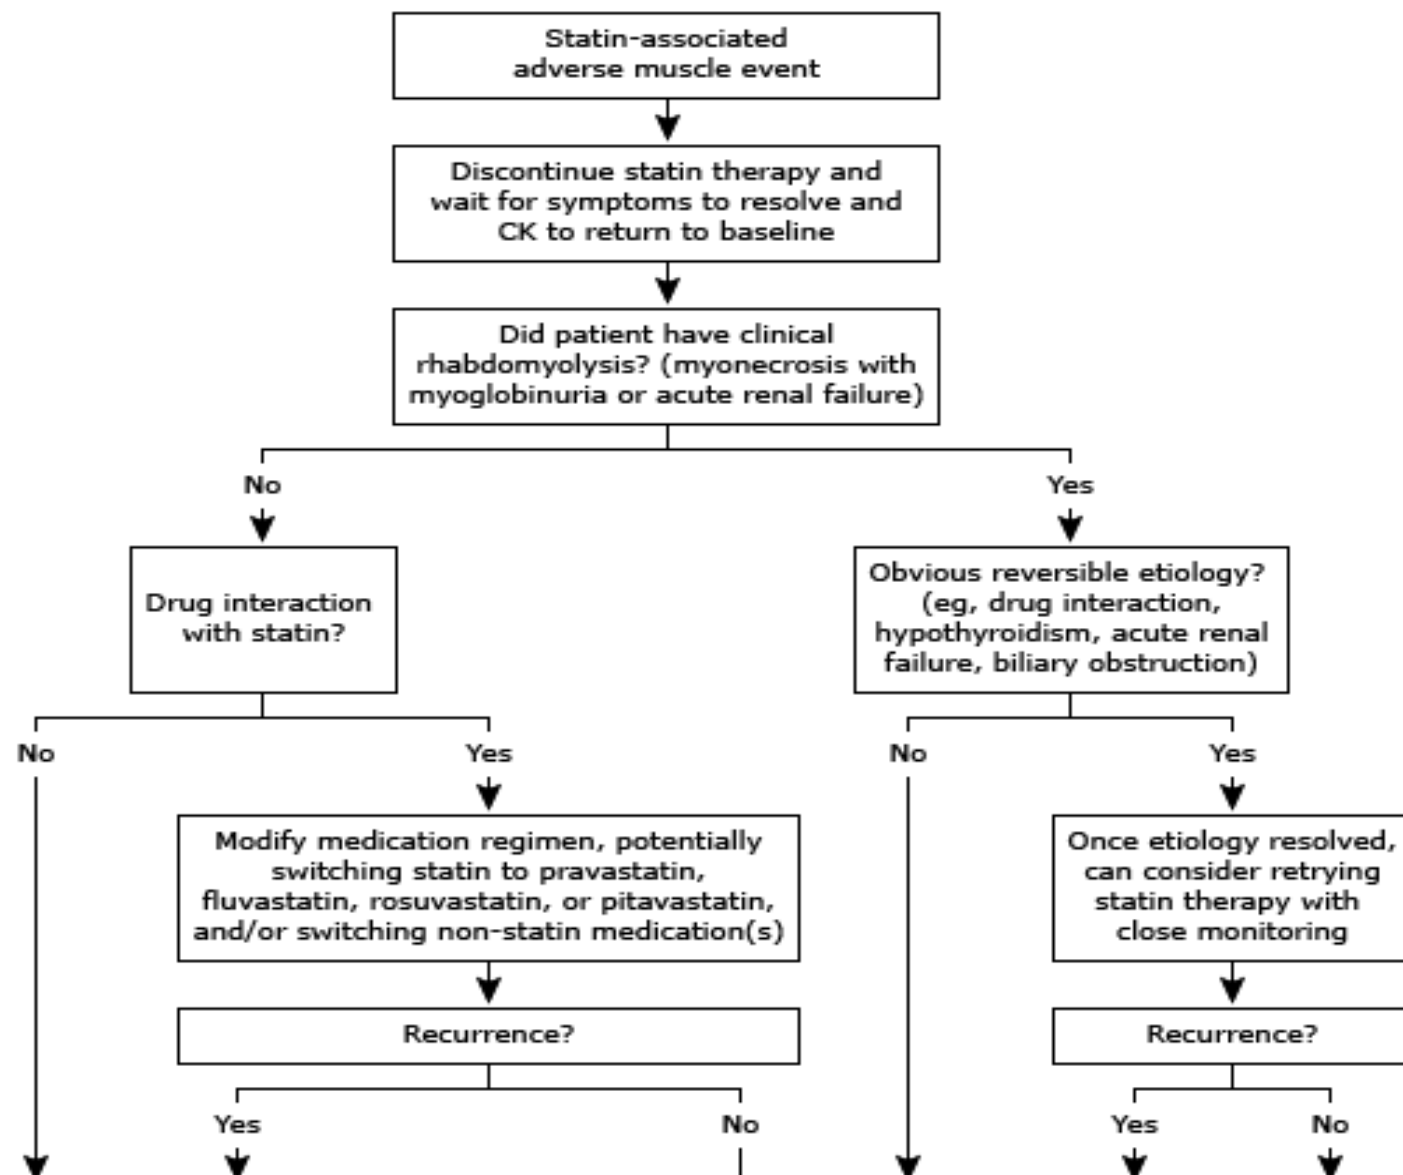 Statin-associated
adverse muscle event
Discontinue statin therapy and
wait for symptoms to resolve and
CK to return to baseline
Did patient have clinical
rhabdomyolysis? (myonecrosis with
myoglobinuria or acute renal failure)
No
Yes
Drug interaction
with statin?
Obvious reversible etiology?
(eg, drug interaction,
hypothyroidism, acute renal
failure, biliary obstruction)
No
Yes
No
Yes
Modify medication regimen, potentially
switching statin to pravastatin,
fluvastatin, rosuvastatin, or pitavastatin,
and/or switching non-statin medication(s)
Once etiology resolved,
can consider retrying
statin therapy with
close monitoring
Recurrence?
Recurrence?
Yes
No
Yes
No